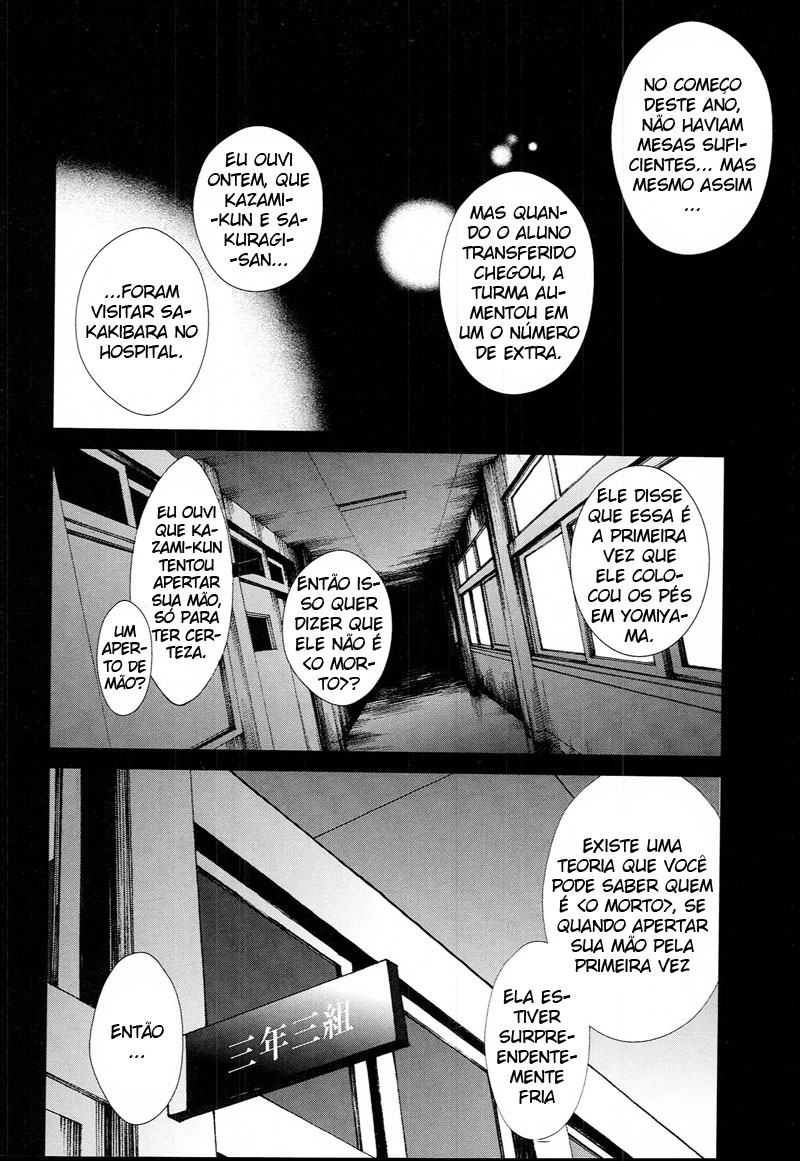 NO COMEÇO
DESTE ANO,
NÃO HAVIAM
MESAS SUFI-
CIENTES... MAS
MESMO ASSIM
...
MAS QUAN-
DO O ALUNO
TRANSFERIDO
CHEGOU, A
TURMA AU-
MENTOU EM
UM O NÚMERO
DE EXTRA.
EU OUVI
ONTEM, QUE
KAZAMI-
-KUN E SA-
KURAGI-
-SAN...
...FORAM
VISITAR SA-
KAKIBARA NO
HOSPITAL.
ELE DISSE
QUE ESSA É
A PRIMEIRA
VEZ QUE
ELE COLO-
COU OS PÉS
EM YOMIYA-
MA.
ENTÃO IS-
SO QUER
DIZER QUE
ELE NÃO É
<O MOR-
TO>?
EU OUVI
QUE KA-
ZAMI-KUN
TENTOU
APERTAR
SUA MÃO,
SÓ PARA
TER CER-
TEZA.
UM
APER-
TO DE
MÃO?
EXISTE UMA
TEORIA QUE VOCÊ
PODE SABER QUEM
É <O MORTO>, SE
QUANDO APERTAR
SUA MÃO PELA
PRIMEIRA VEZ
ELA ES-
TIVER
SURPRE-
ENDENTE-
MENTE
FRIA
三年三組
ENTÃO
...